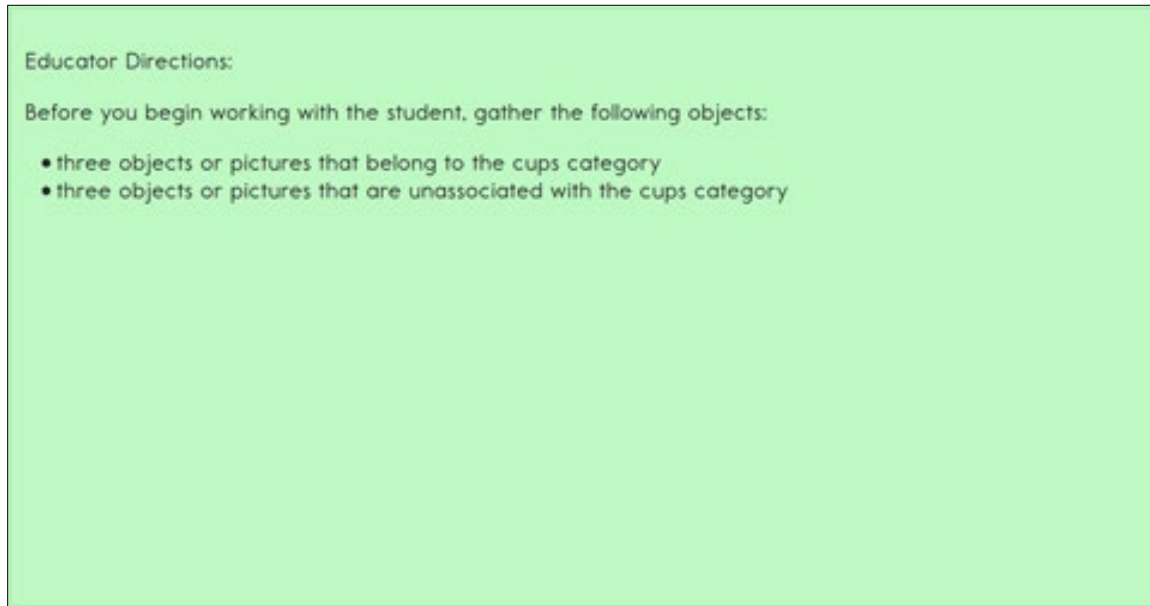 Educator Directions:
Before you begin working with the student, gather the following objects:
• three objects or pictures that belong to the cups category
• three objects or pictures that are unassociated with the cups category